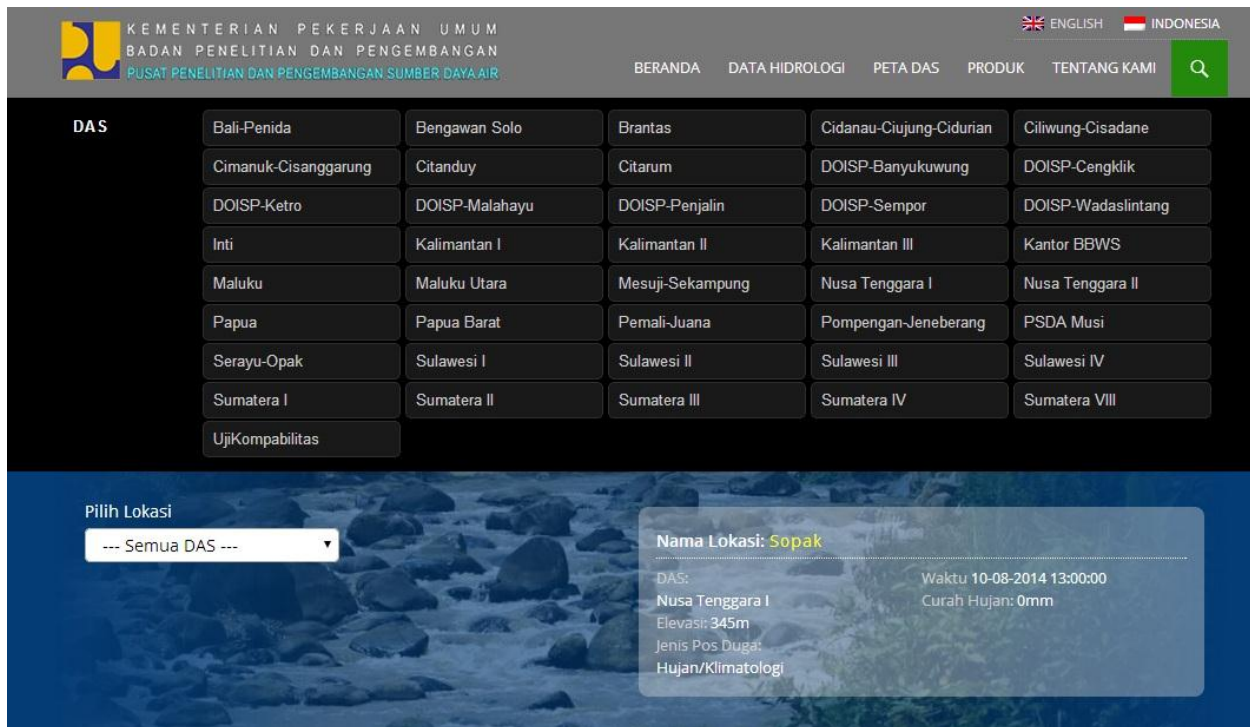 KEMENTERIAN PEKERJAAN UMUM
BADAN PENELITIAN DAN PENGEMBANGAN
PUSAT PENELITIAN DAN PENGEMBANGAN SUMBER DAYA AIR
ENGLISH INDONESIA
BERANDA DATA HIDROLOGI PETA DAS PRODUK TENTANG KAMI
DAS Bali-Penida Bengawan Solo Brantas Cidanau-Ciujung-Cidurian Ciliwung-Cisadane
Cimanuk-Cisanggarung Citanduy Citarum DOISP-Banyukuwung DOISP-Cengklik
DOISP-Ketro DOISP-Malahayu DOISP-Penjalin DOISP-Sempor DOISP-Wadaslintang
Inti Kalimantan I Kalimantan II Kalimantan III Kantor BBWS
Maluku Maluku Utara Mesuji-Sekampung Nusa Tenggara I Nusa Tenggara II
Papua Papua Barat Pemali-Juana Pompengan-Jeneberang PSDA Musi
Serayu-Opak Sulawesi I Sulawesi II Sulawesi III Sulawesi IV
Sumatera I Sumatera II Sumatera III Sumatera IV Sumatera VIII
UjiKompabilitas
Pilih Lokasi
--- Semua DAS ---
Nama Lokasi: Sopak
DAS:
Nusa Tenggara I
Elevasi: 345m
Jenis Pos Duga:
Hujan/Klimatologi
Waktu 10-08-2014 13:00:00
Curah Hujan: 0mm